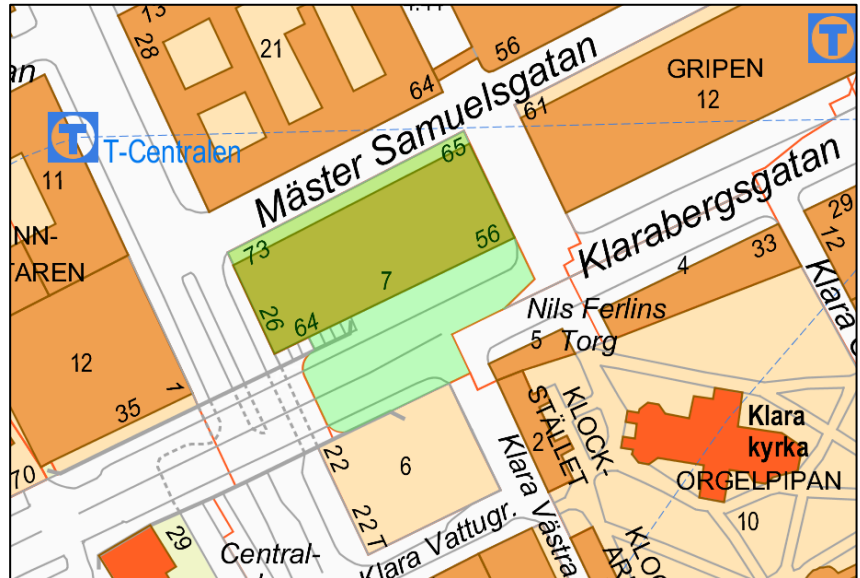 13
28
21
64
56
GRIPEN
12
T
an
T
T-Centralen
11
Mäster Samuelsgatan
61
65
73
56
7
26
64
Klarabergsgatan
29
12
33
4
Klara
NN-
TAREN
12
35
1
70
Nils Ferlins
5 Torg
KLOCK-
STÄLLET
2
Klara
kyrka
ORGELPIPAN
10
6
22
22 T
Klara Vattugr.
Klara Västra
29
Central-